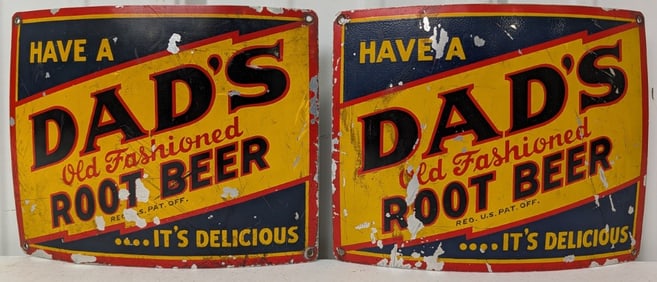 HAVE A
DAD'S
Old Fashioned
ROOT BEER
REG. U.S. PAT. OFF.
....IT'S DELICIOUS
HAVE A
DAD'S
Old Fashioned
ROOT BEER
REG. U.S. PAT. OFF.
....IT'S DELICIOUS